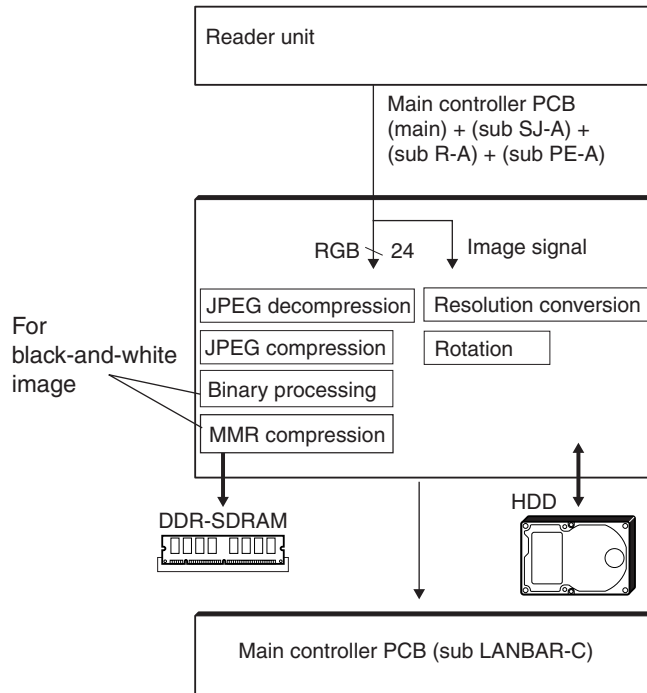 Reader unit
Main controller PCB
(main) + (sub SJ-A) +
(sub R-A) + (sub PE-A)
RGB 24
Image signal
JPEG decompression
Resolution conversion
JPEG compression
Rotation
For
black-and-white
image
Binary processing
MMR compression
DDR-SDRAM
HDD
Main controller PCB (sub LANBAR-C)